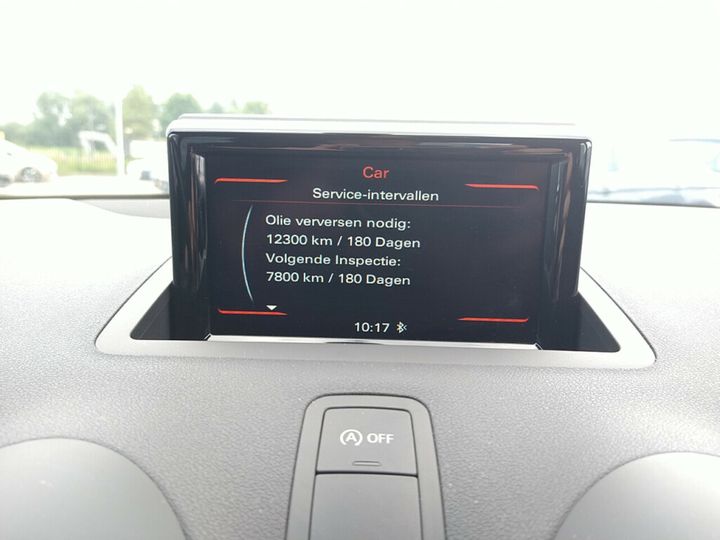 Car
Service-intervallen
Olie verversen nodig:
12300 km / 180 Dagen
Volgende Inspectie:
7800 km / 180 Dagen
10:17
A OFF